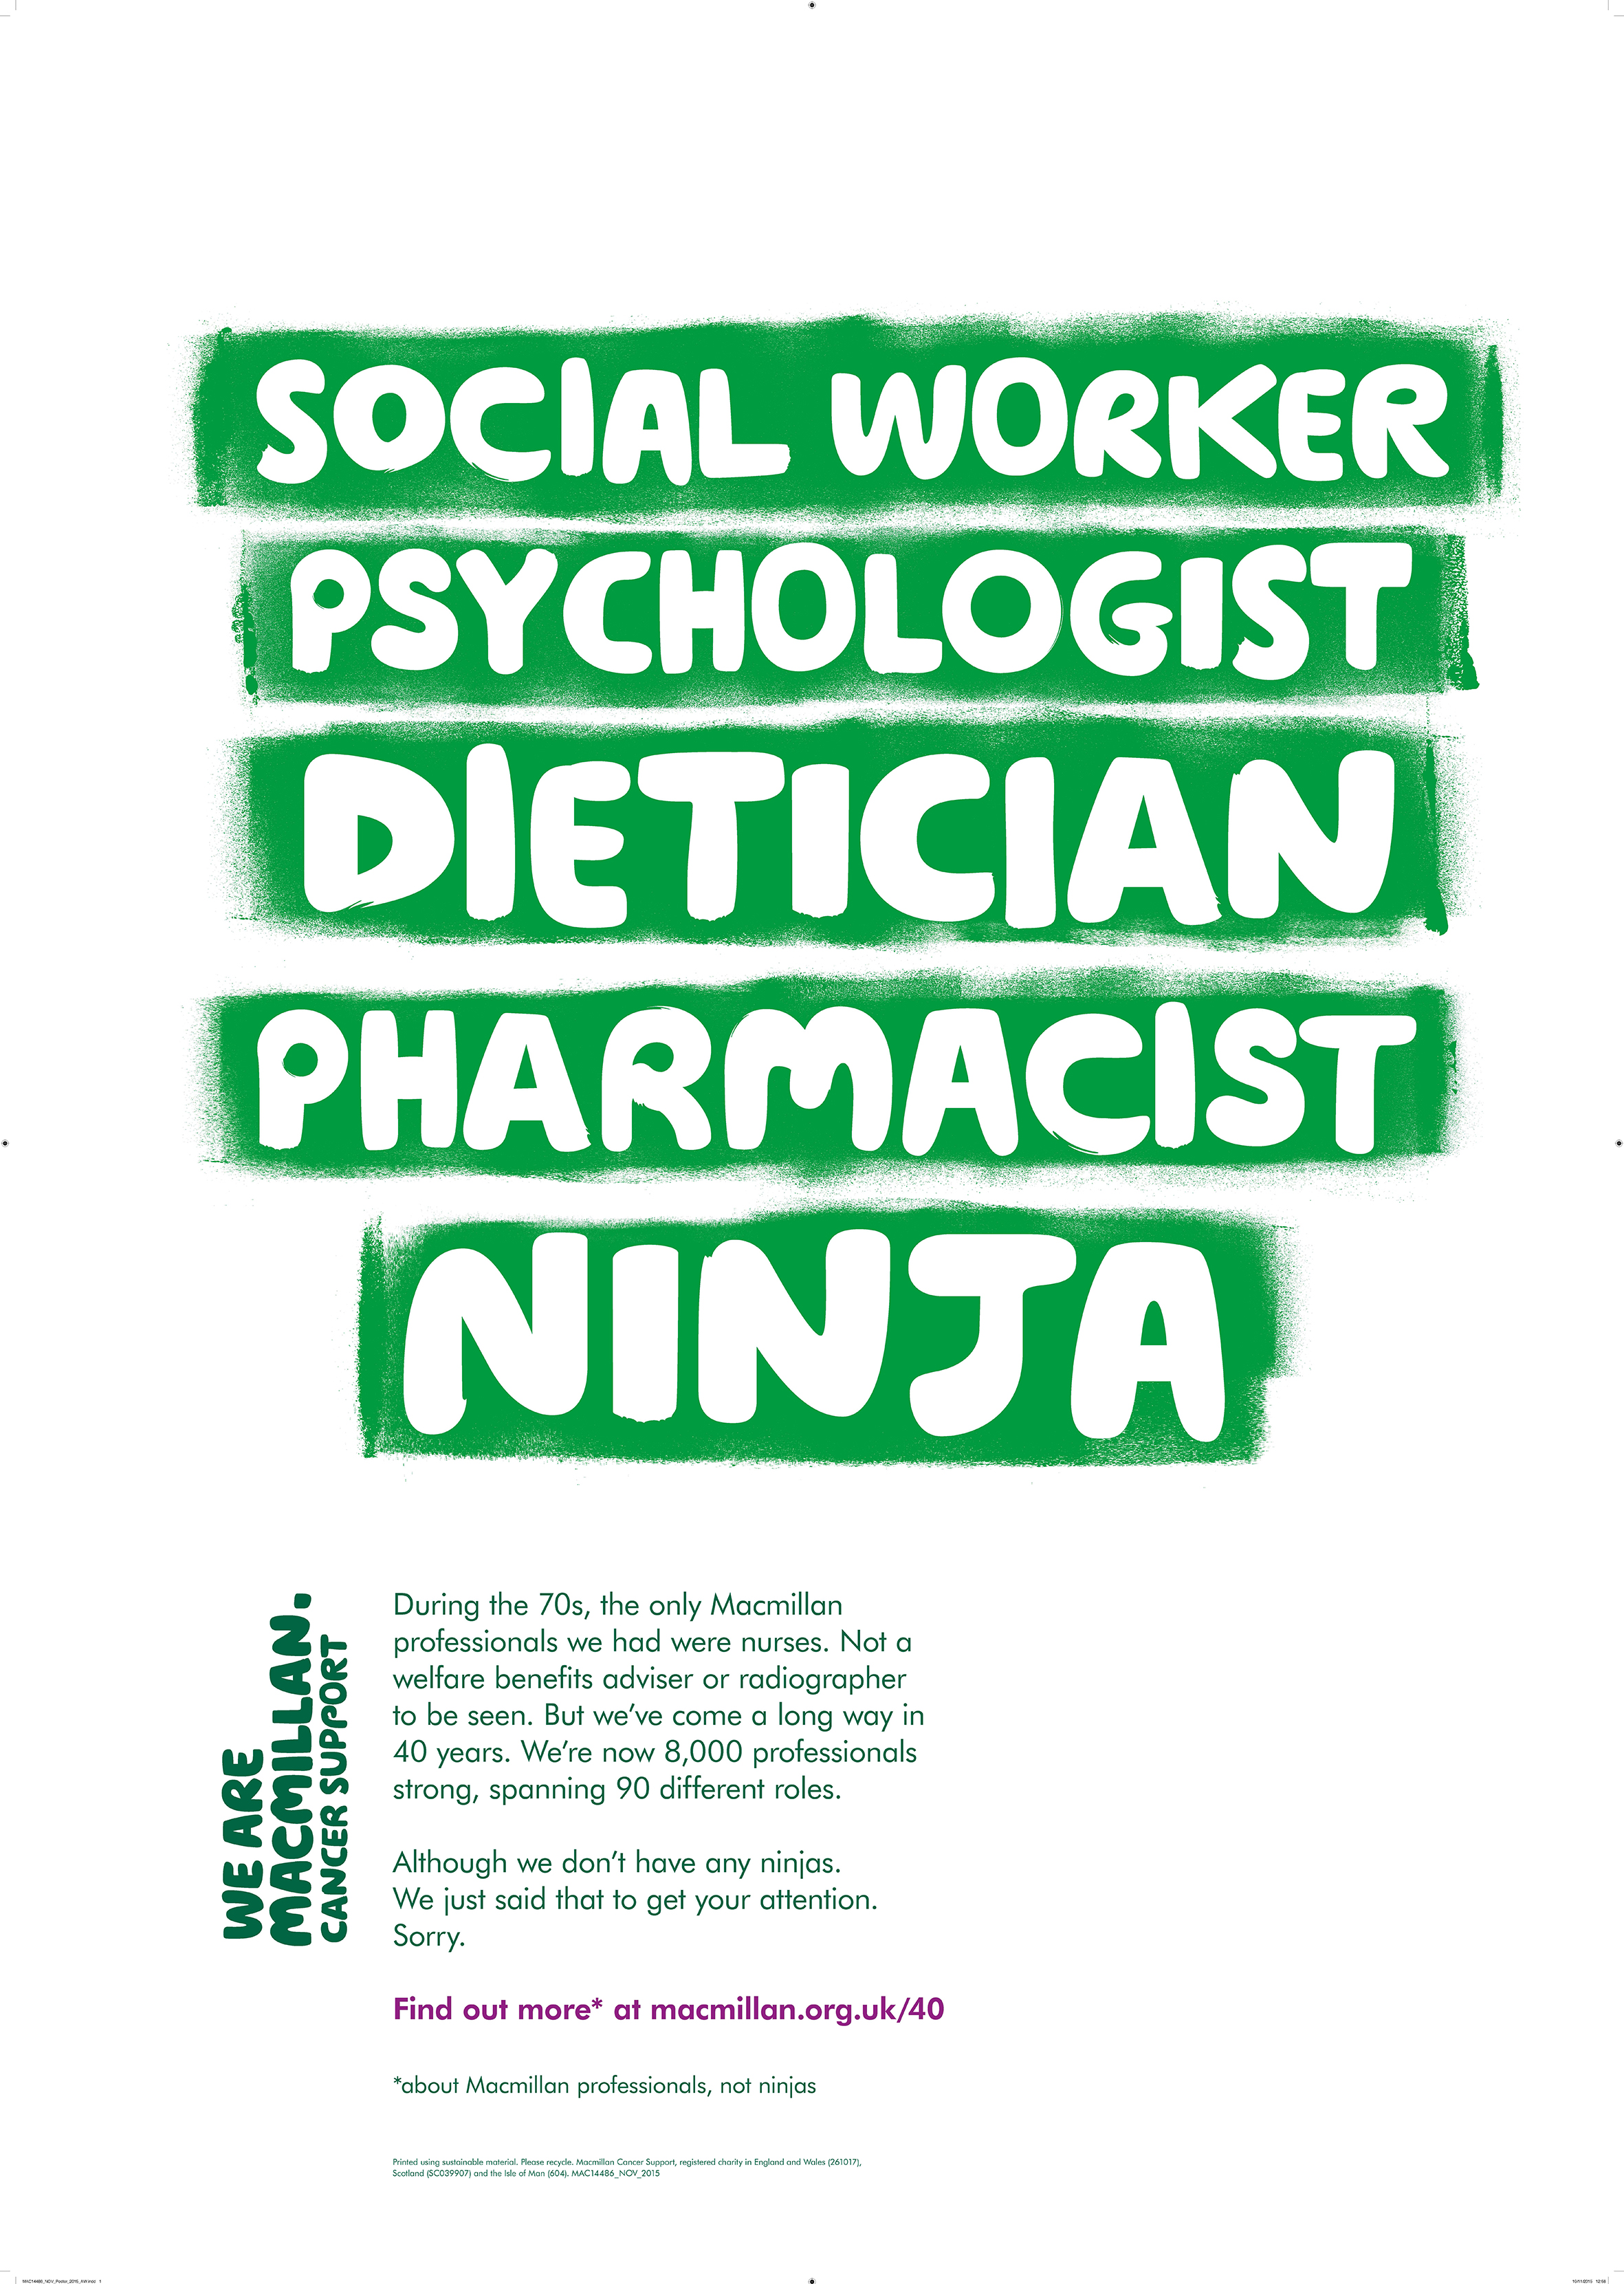 SOCIAL WORKER
PSYCHOLOGIST
DIETICIAN
PHARMACIST
NINJA
WE ARE
MACMILLAN.
CANCER SUPPORT
During the 70s, the only Macmillan
professionals we had were nurses. Not a
welfare benefits adviser or radiographer
to be seen. But we've come a long way in
40 years. We're now 8,000 professionals
strong, spanning 90 different roles.
Although we don't have any ninjas.
We just said that to get your attention.
Sorry.
Find out more* at macmillan.org.uk/40
*about Macmillan professionals, not ninjas
Printed using sustainable material. Please recycle. Macmillan Cancer Support, registered charity in England and Wales (261017),
Scotland (SC039907) and the Isle of Man (604). MAC14486_NOV_2015